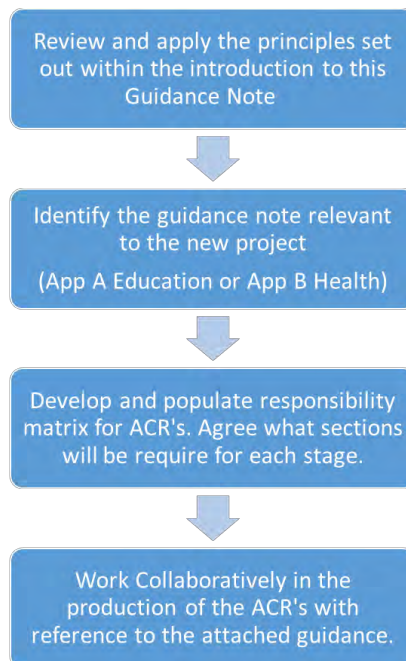 Review and apply the principles set
out within the introduction to this
Guidance Note
Identify the guidance note relevant
to the new project
(App A Education or App B Health)
Develop and populate responsibility
matrix for ACR's. Agree what sections
will be require for each stage.
Work Collaboratively in the
production of the ACR's with
reference to the attached guidance.